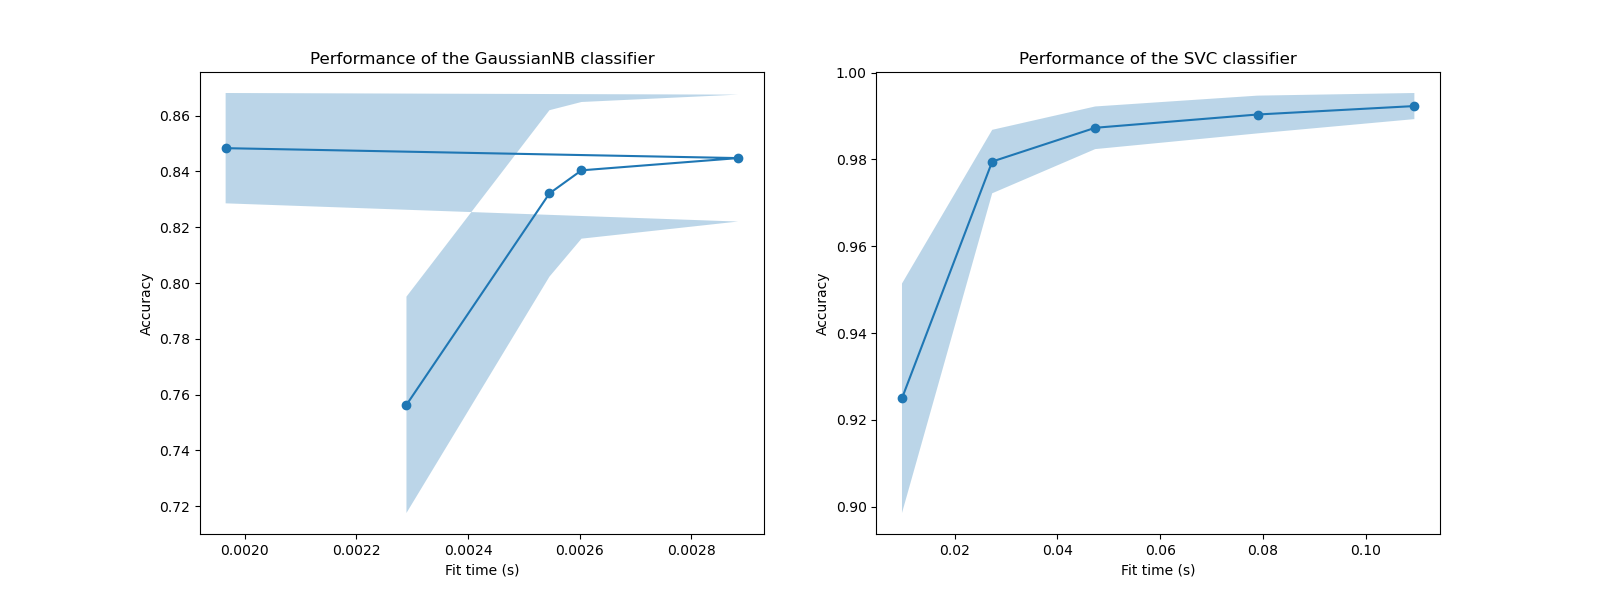 Performance of the GaussianNB classifier
Accuracy
0.86
0.84
0.82
0.80
0.78
0.76
0.74
0.72
0.0020 0.0022 0.0024 0.0026 0.0028
Fit time (s)
Performance of the SVC classifier
Accuracy
1.00
0.98
0.96
0.94
0.92
0.90
0.02 0.04 0.06 0.08 0.10
Fit time (s)